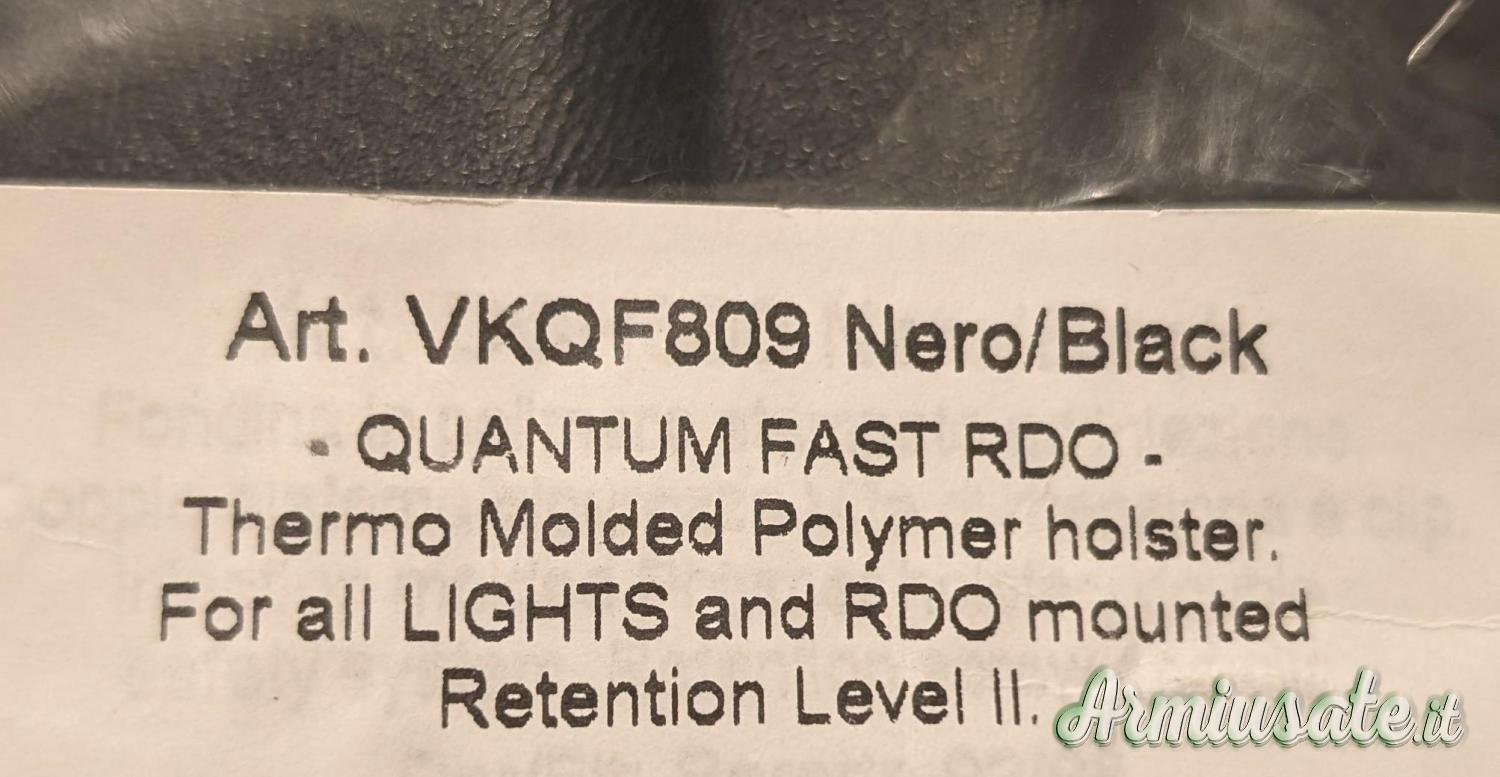 Art. VKQF809 Nero/Black
- QUANTUM FAST RDO -
Thermo Molded Polymer holster.
For all LIGHTS and RDO mounted
Retention Level II.
Armiusate.it